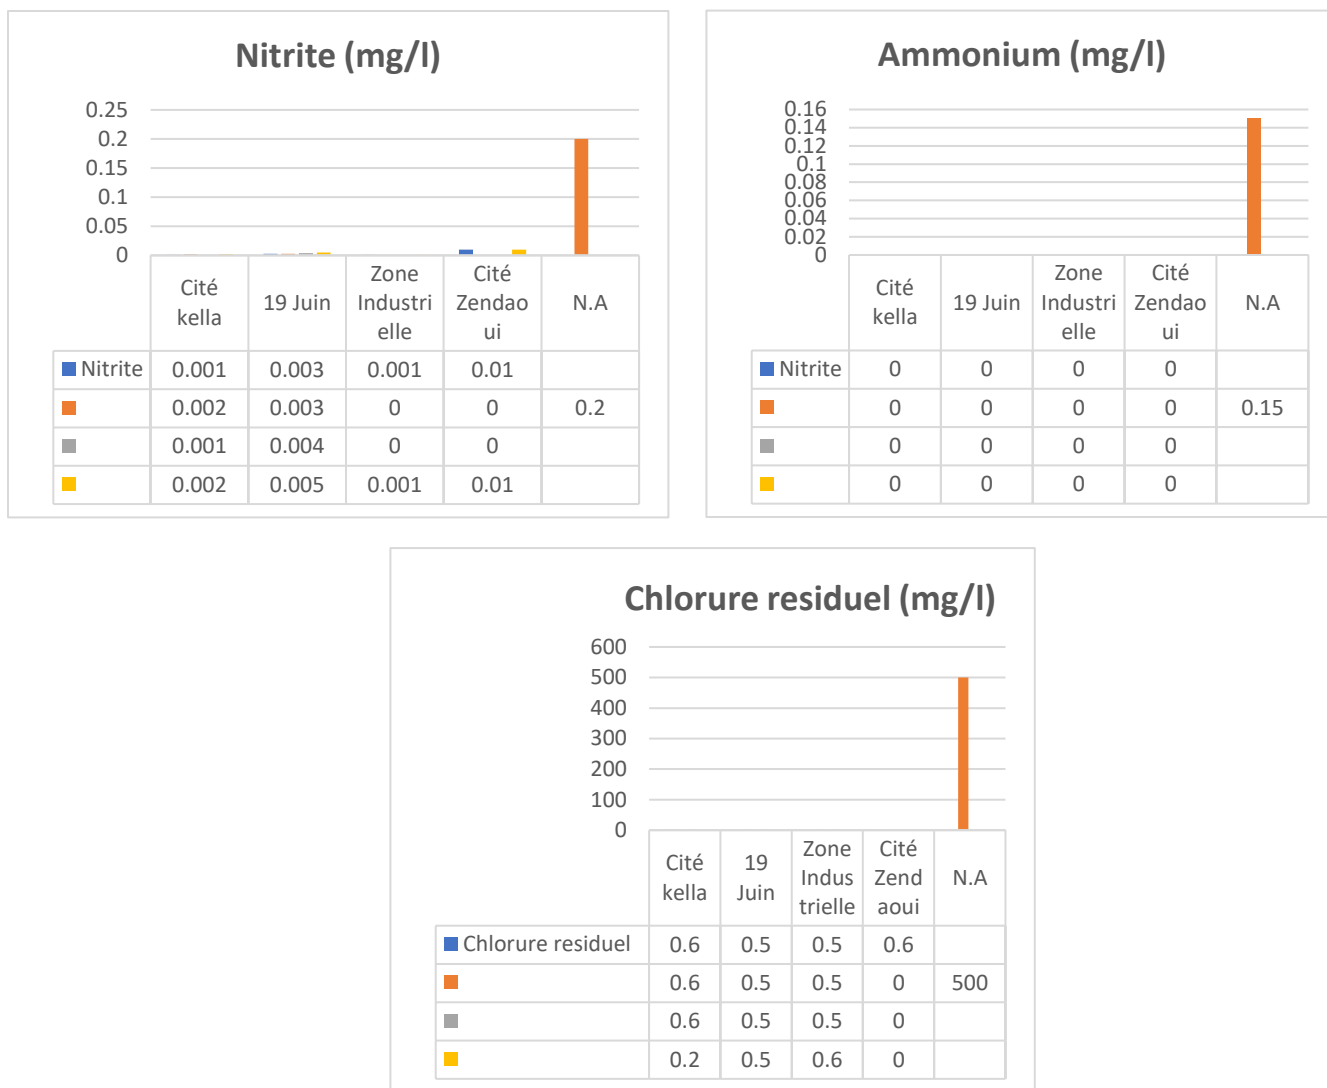 Nitrite (mg/l)
0.25
0.2
0.15
0.1
0.05
0
Cité
kella
19 Juin
Zone
Industri
elle
Cité
Zendao
ui
N.A
Nitrite 0.001 0.003 0.001 0.01
0.002 0.003 0 0 0.2
0.001 0.004 0 0
0.002 0.005 0.001 0.01
Ammonium (mg/l)
0.16
0.14
0.12
0.1
0.08
0.06
0.04
0.02
0
Cité
kella
19 Juin
Zone
Industri
elle
Cité
Zendao
ui
N.A
Nitrite 0 0 0 0
0 0 0 0 0.15
0 0 0 0
0 0 0 0
Chlorure residuel (mg/l)
600
500
400
300
200
100
0
Cité
kella
19
Juin
Zone
Indus
trielle
Cité
Zend
aoui
N.A
Chlorure residuel 0.6 0.5 0.5 0.6
0.6 0.5 0.5 0 500
0.6 0.5 0.5 0
0.2 0.5 0.6 0